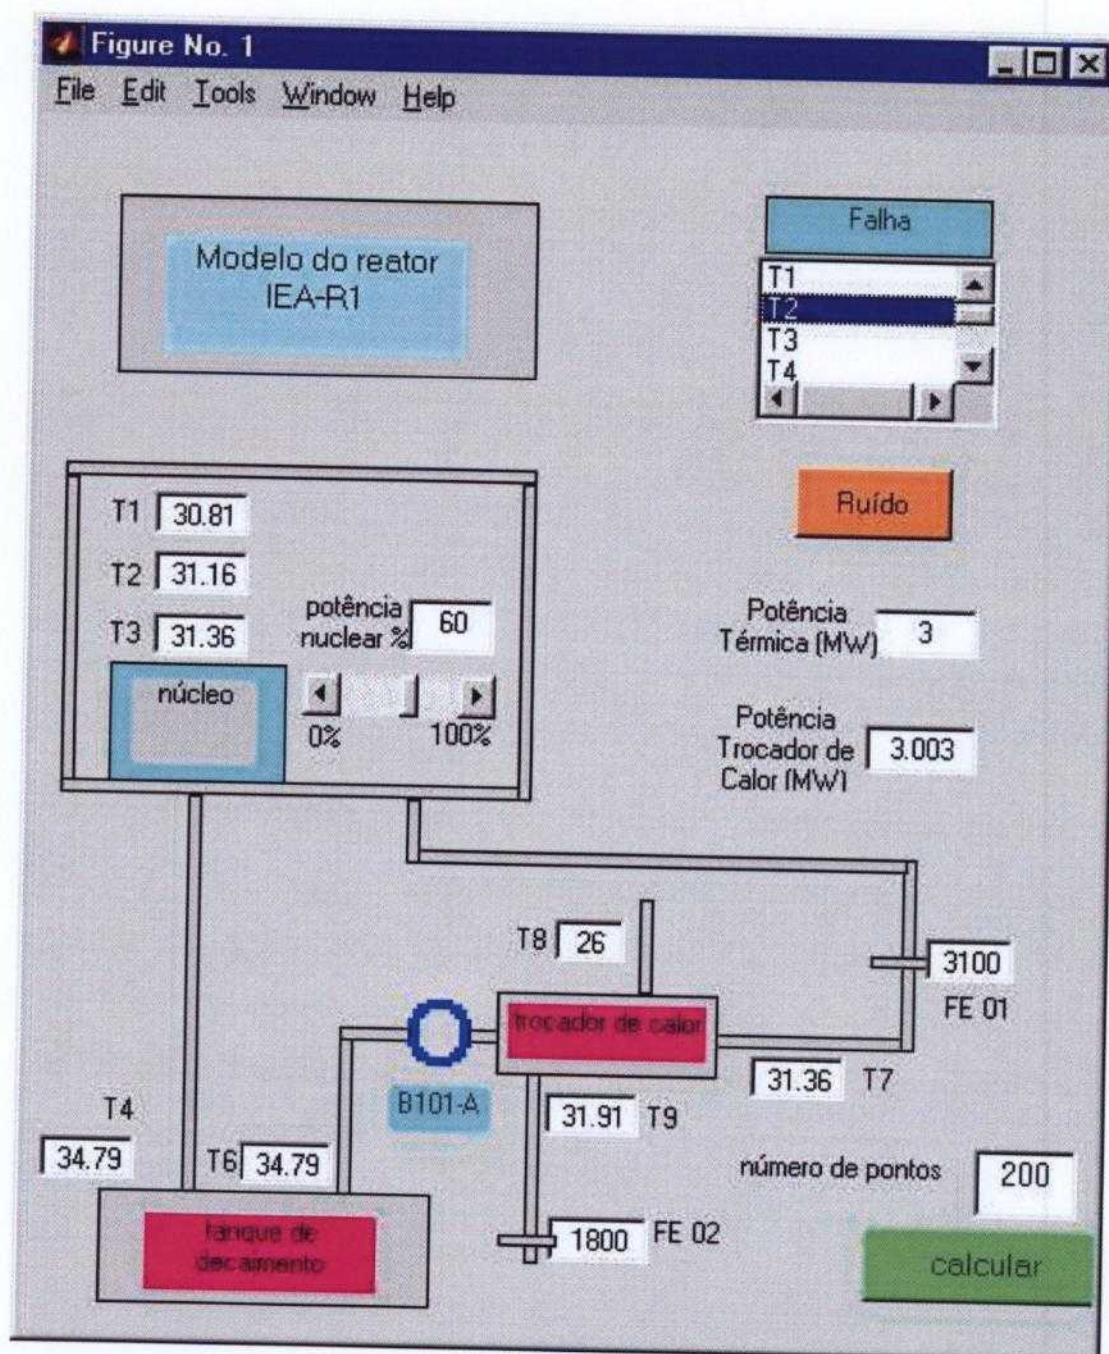 Figure No. 1
File Edit Tools Window Help
Modelo do reator
IEA-R1
Falha
T1
T2
T3
T4
Ruído
T1 30.81
T2 31.16
T3 31.36
potência
nuclear % 60
núcleo
0% 100%
Potência
Térmica (MW) 3
Potência
Trocador de
Calor (MW) 3.003
T8 26
3100
FE 01
trocador de calor
B101-A
31.36 T7
31.91 T9
T4
34.79
T6 34.79
número de pontos 200
tanque de
decaimento
1800 FE 02
calcular